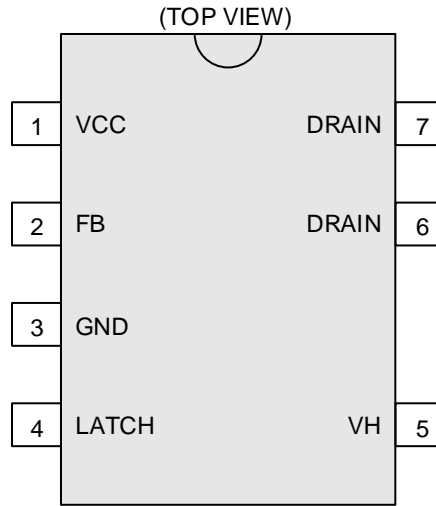 (TOP VIEW)
1 VCC DRAIN 7
2 FB DRAIN 6
3 GND
4 LATCH VH 5